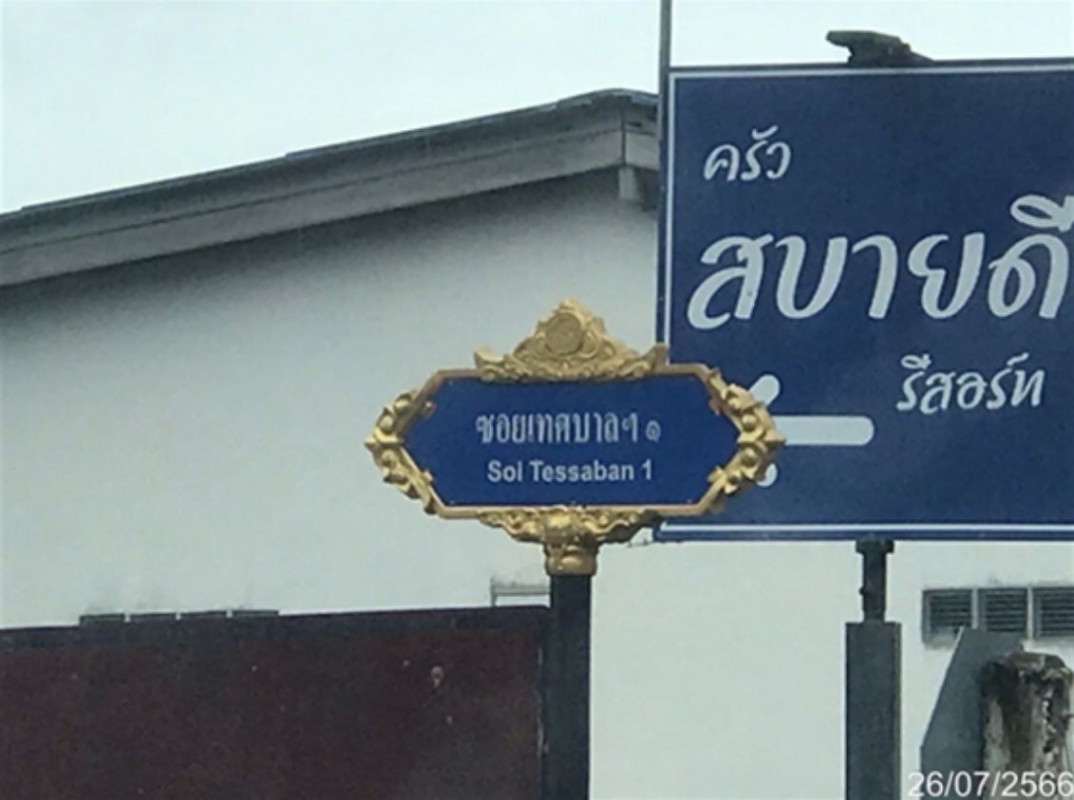 ครัว
สบายดี
รีสอร์ท
ซอยเทศบาลฯ ๑
Soi Tessaban 1
26/07/2566